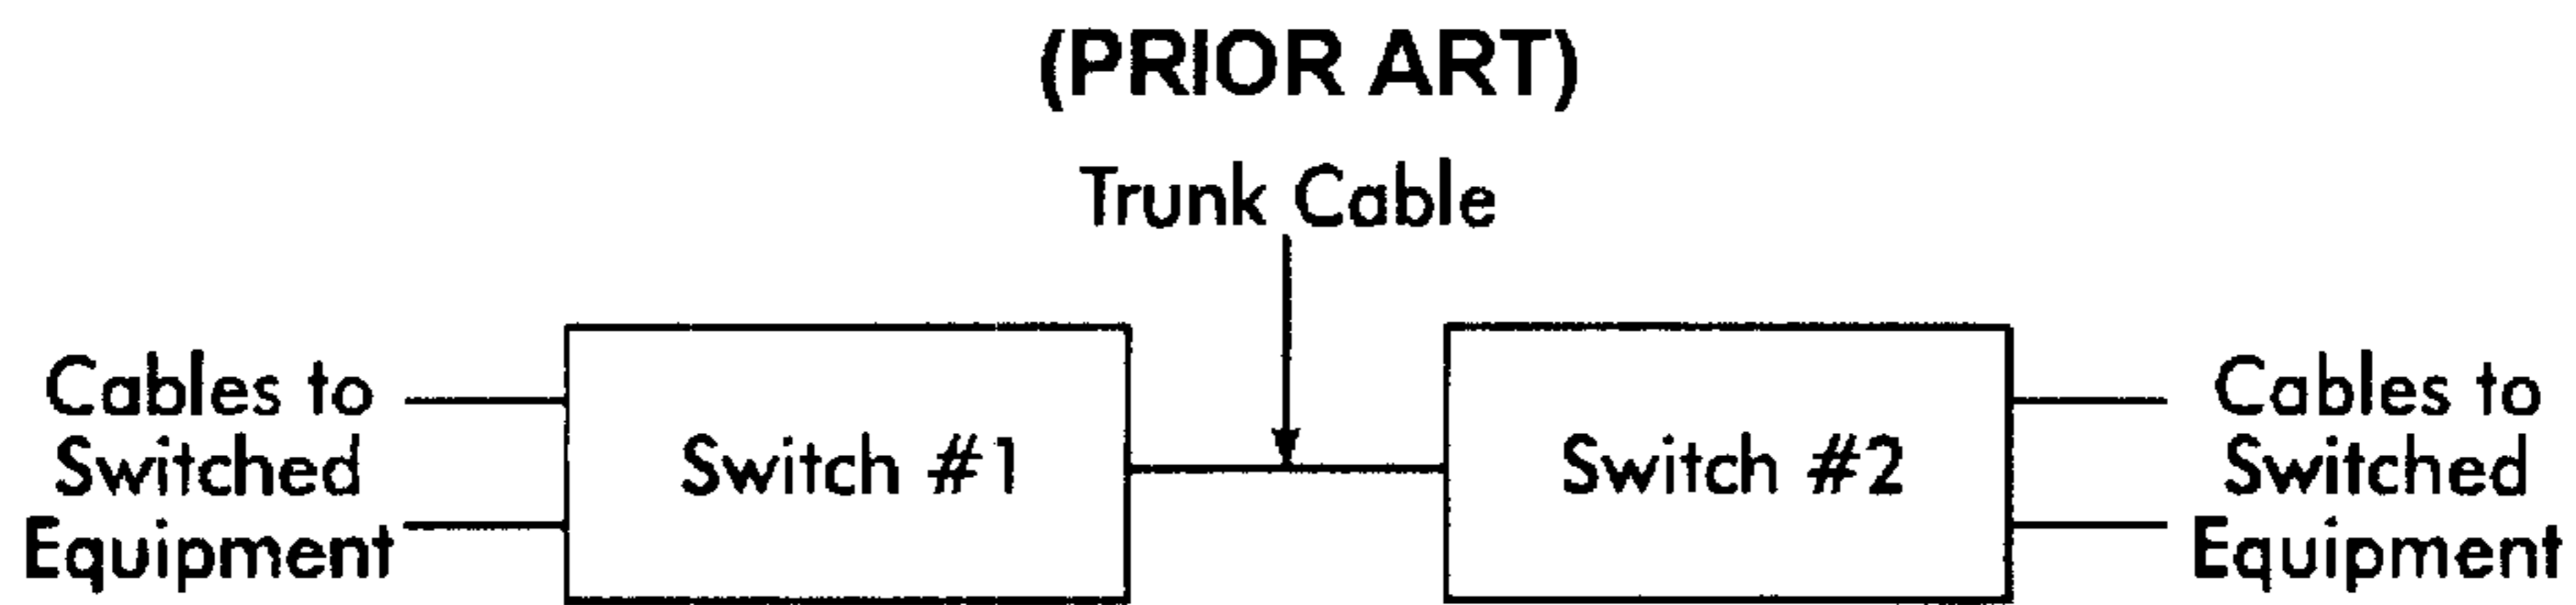 (PRIOR ART)
Trunk Cable
Cables to
Switched
Equipment
Switch #1
Switch #2
Cables to
Switched
Equipment